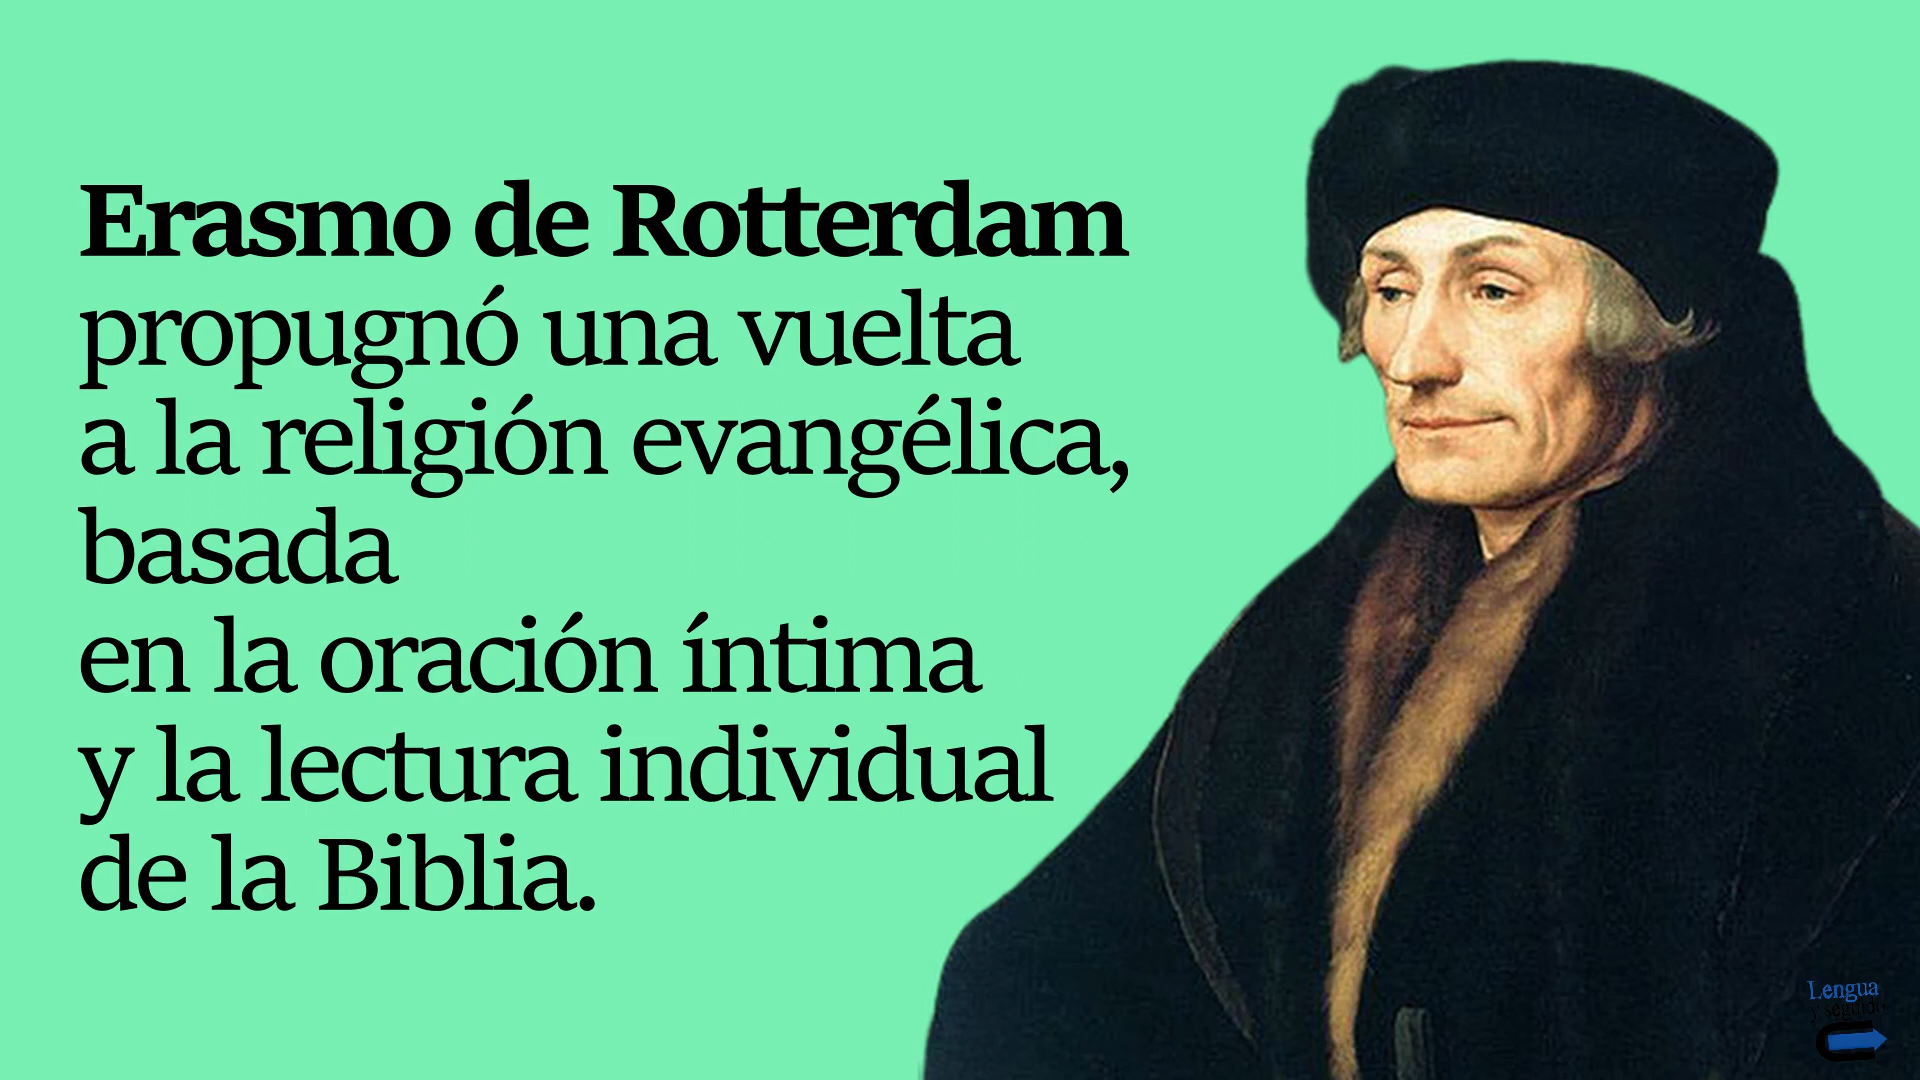 Erasmo de Rotterdam
propugnó una vuelta
a la religión evangélica,
basada
en la oración íntima
y la lectura individual
de la Biblia.
Lengua
y seguido